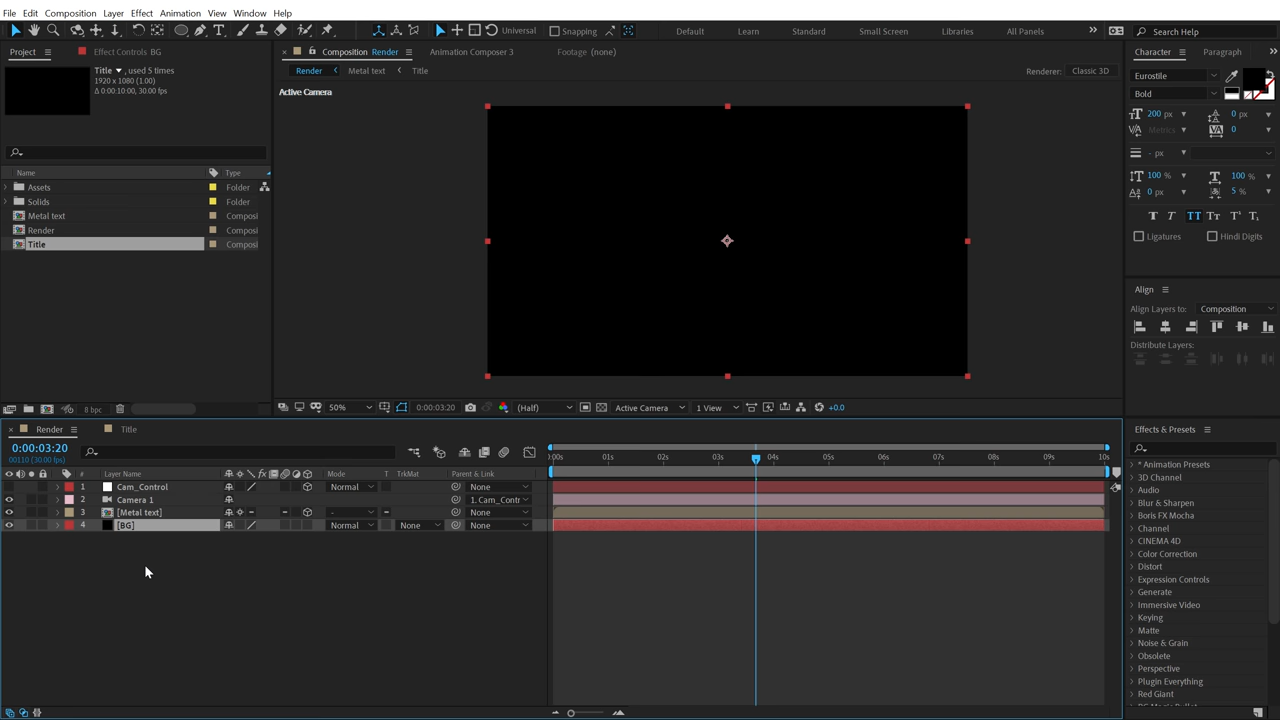 File Edit Composition Layer Effect Animation View Window Help
Universal Snapping Default Learn Standard Small Screen Libraries All Panels Search Help
Project Effect Controls BG Composition Render Animation Composer 3 Footage (none) Character Paragraph
Title , used 5 times
1920 x 1080 (1.00)
Δ 0:00:10:00, 30.00 fps
Render Metal text Title Renderer: Classic 3D
Active Camera
Eurostile
Bold
200 px 0 px
Metrics 0
- px
100 % 100 %
0 px 5 %
Ligatures Hindi Digits
Name Type
Assets Folder
Solids Folder
Metal text Composi
Render Composi
Title Composi
Align
Align Layers to: Composition
Distribute Layers:
8 bpc 50% 0:00:03:20 (Half) Active Camera 1 View +0.0
Render Title
0:00:03:20
00110 (30.00 fps)
:00s 01s 02s 03s 04s 05s 06s 07s 08s 09s 10s
# Layer Name Mode T TrkMat Parent & Link
1 Cam_Control Normal None
2 Camera 1 1. Cam_Contr
3 [Metal text] - None
4 [BG] Normal None None
Effects & Presets
* Animation Presets
3D Channel
Audio
Blur & Sharpen
Boris FX Mocha
Channel
CINEMA 4D
Color Correction
Distort
Expression Controls
Generate
Immersive Video
Keying
Matte
Noise & Grain
Obsolete
Perspective
Plugin Everything
Red Giant